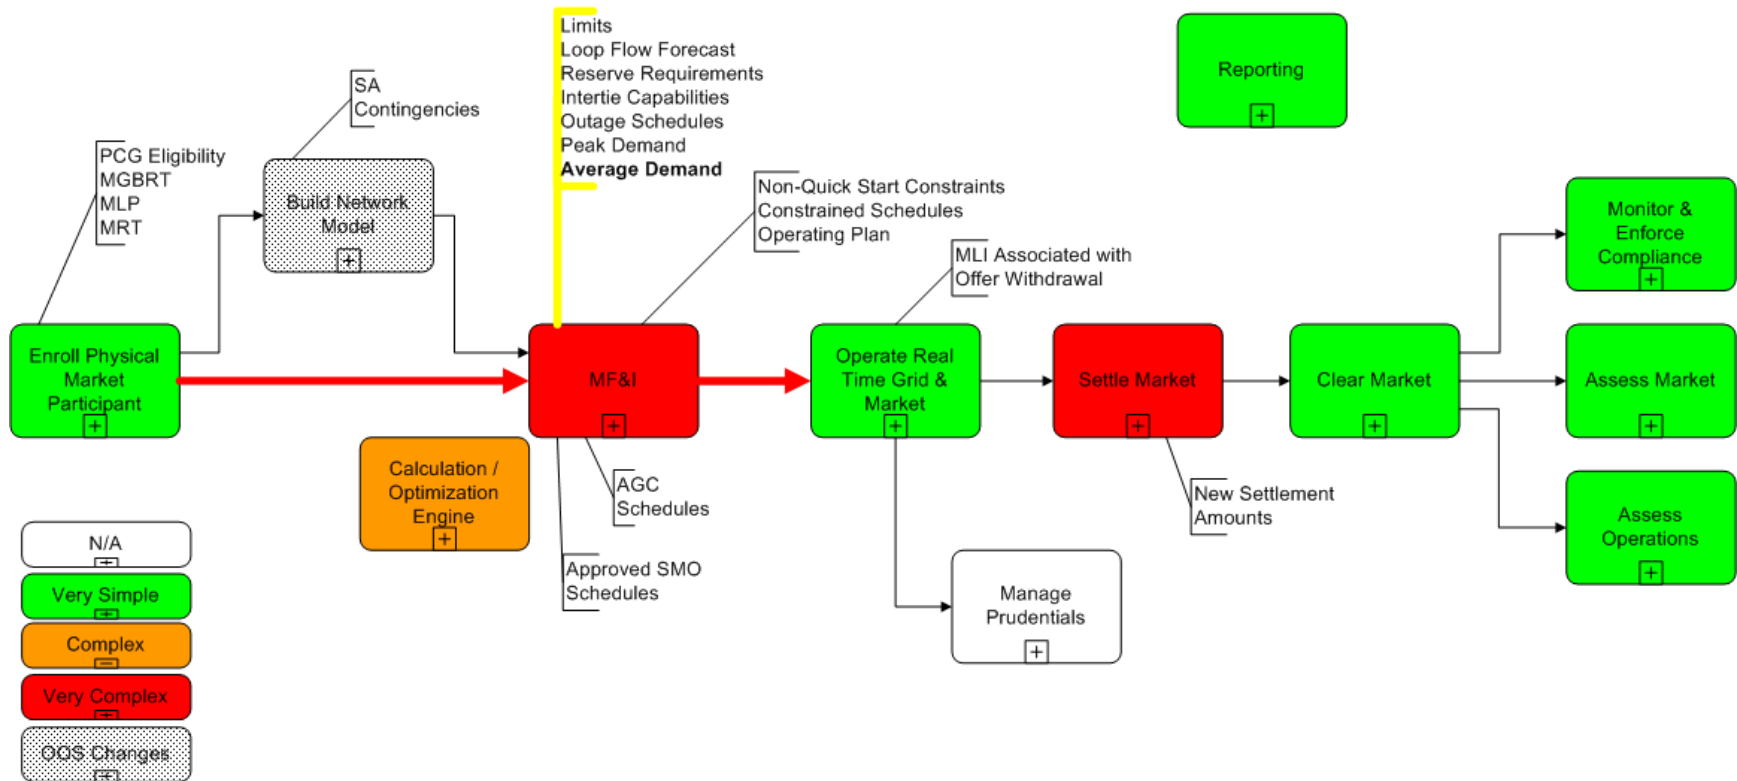 Limits
Loop Flow Forecast
Reserve Requirements
Intertie Capabilities
Outage Schedules
Peak Demand
Average Demand
Reporting
SA
Contingencies
PCG Eligibility
MGBRT
MLP
MRT
Build Network
Model
Non-Quick Start Constraints
Constrained Schedules
Operating Plan
MLI Associated with
Offer Withdrawal
Monitor &
Enforce
Compliance
Enroll Physical
Market
Participant
MF&I
Operate Real
Time Grid &
Market
Settle Market
Clear Market
Assess Market
Calculation /
Optimization
Engine
AGC
Schedules
Approved SMO
Schedules
New Settlement
Amounts
Assess
Operations
Manage
Prudentials
N/A
Very Simple
Complex
Very Complex
OOS Changes